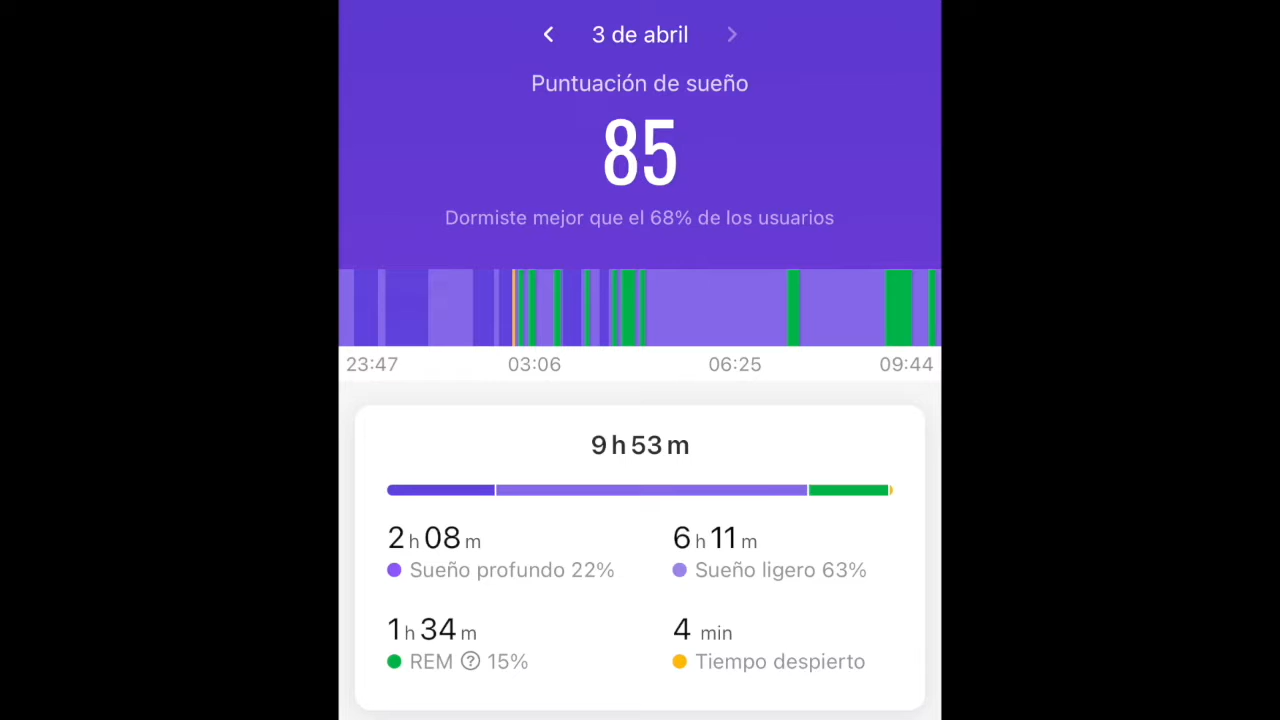 3 de abril
Puntuación de sueño
85
Dormiste mejor que el 68% de los usuarios
23:47 03:06 06:25 09:44
9 h 53 m
2 h 08 m 6 h 11 m
Sueño profundo 22% Sueño ligero 63%
1 h 34 m 4 min
REM ? 15% Tiempo despierto